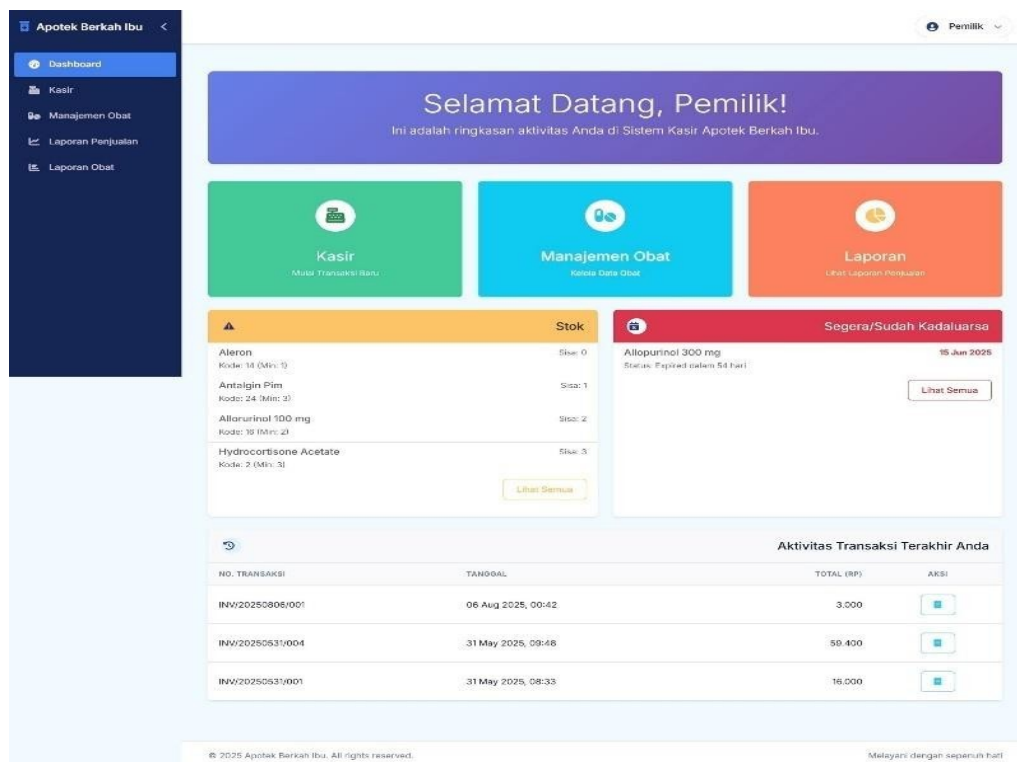 Apotek Berkah Ibu
Pemilik
Dashboard
Kasir
Manajemen Obat
Laporan Penjualan
Laporan Obat
Selamat Datang, Pemilik!
Ini adalah ringkasan aktivitas Anda di Sistem Kasir Apotek Berkah Ibu.
Kasir
Mulai Transaksi Baru
Manajemen Obat
Kelola Data Obat
Laporan
Lihat Laporan Penjualan
Stok
Aleron Sisa: 0
Kode: 14 (Min: 1)
Antalgin Pim Sisa: 1
Kode: 24 (Min: 3)
Allorurinol 100 mg Sisa: 2
Kode: 16 (Min: 2)
Hydrocortisone Acetate Sisa: 3
Kode: 2 (Min: 3)
Lihat Semua
Segera/Sudah Kadaluarsa
Allopurinol 300 mg 15 Jun 2025
Status: Expired dalam 54 hari
Lihat Semua
Aktivitas Transaksi Terakhir Anda
NO. TRANSAKSI TANGGAL TOTAL (RP) AKSI
INV/20250806/001 06 Aug 2025, 00:42 3.000
INV/20250531/004 31 May 2025, 09:48 59.400
INV/20250531/001 31 May 2025, 08:33 16.000
© 2025 Apotek Berkah Ibu. All rights reserved. Melayani dengan sepenuh hati